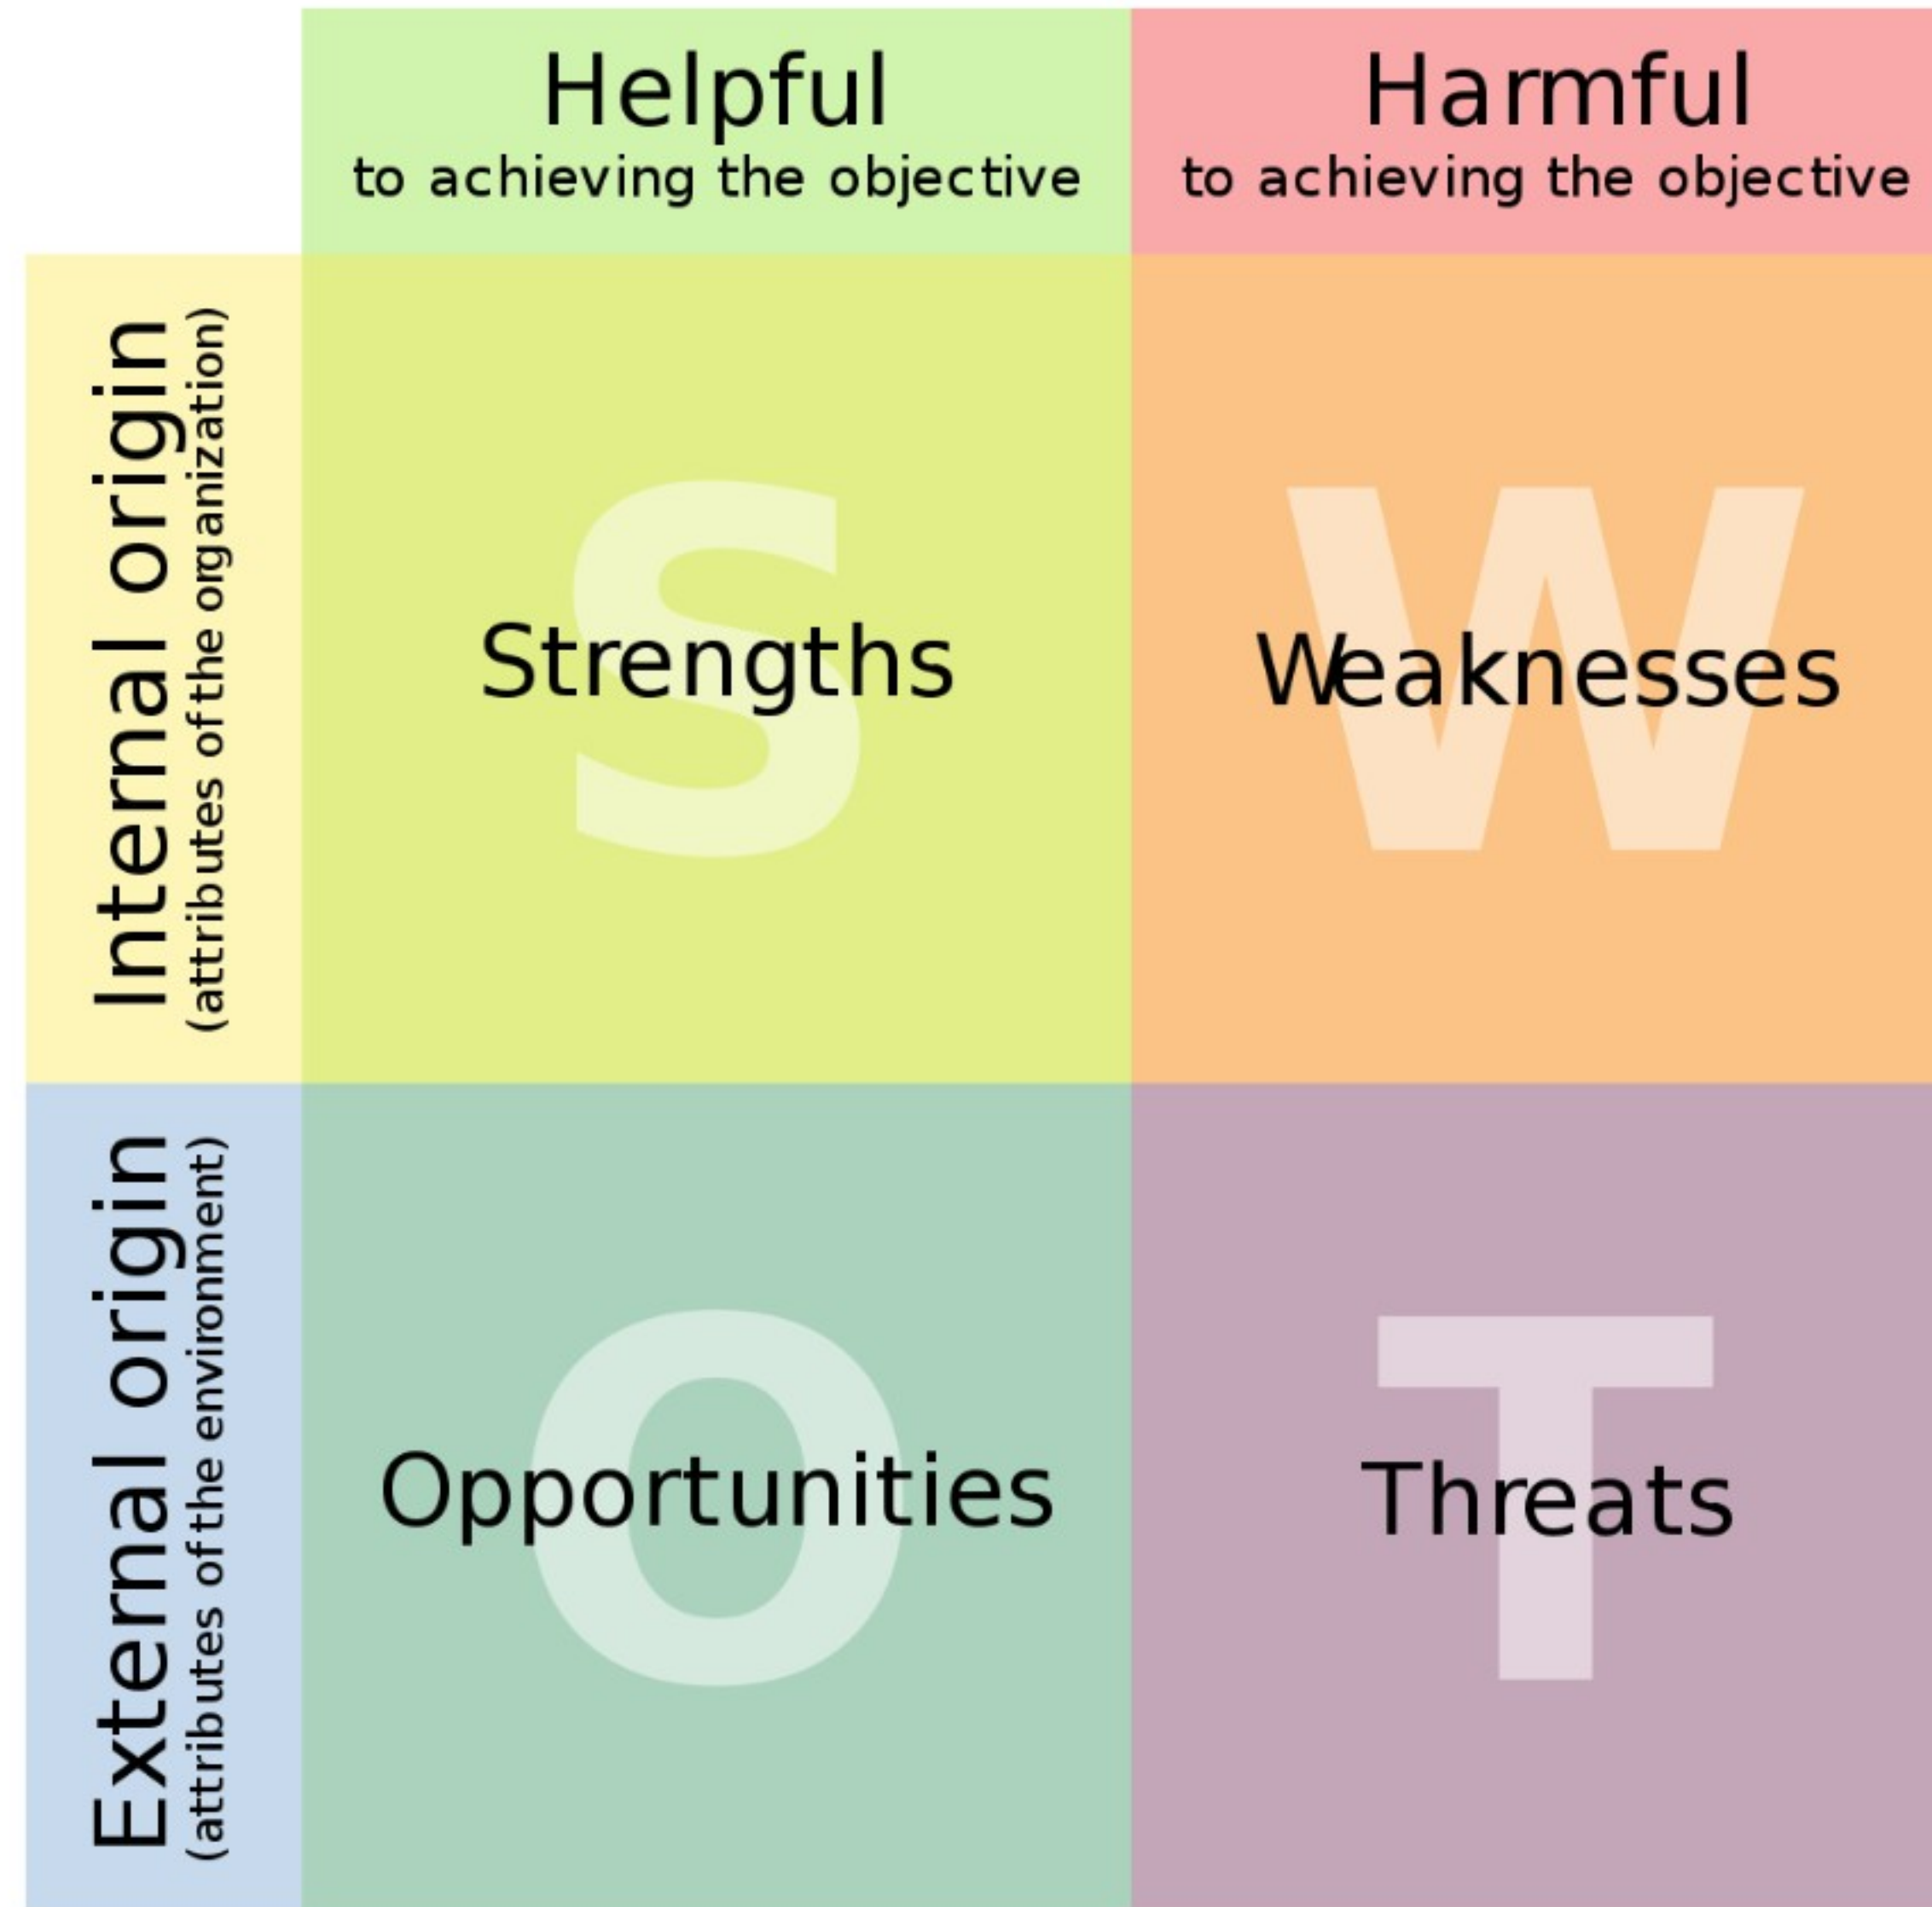 Helpful
to achieving the objective
Harmful
to achieving the objective
Internal origin
(attributes of the organization)
S
Strengths
W
Weaknesses
External origin
(attributes of the environment)
O
Opportunities
T
Threats